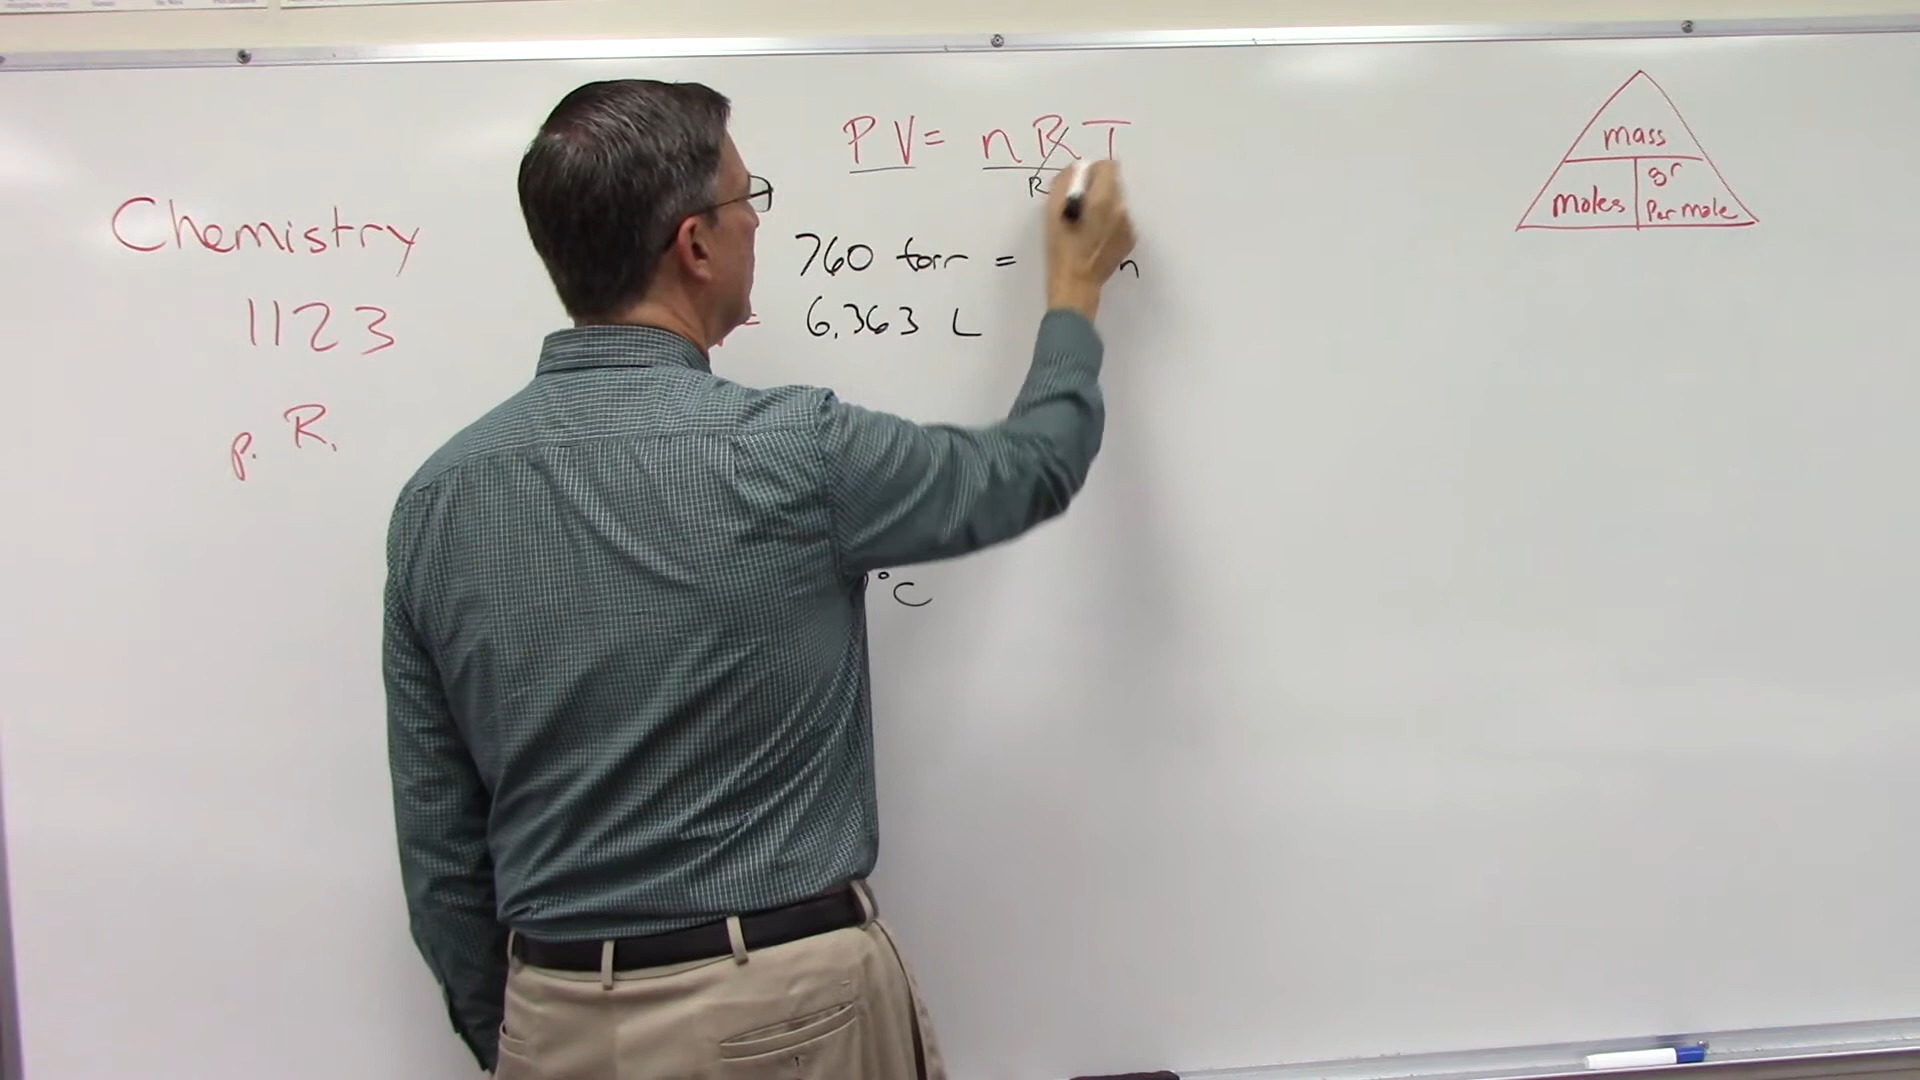 Chemistry
1123
P. R.
PV = nRT
R
760 torr =
= 6.363 L
°C
mass
moles
gr
Per mole